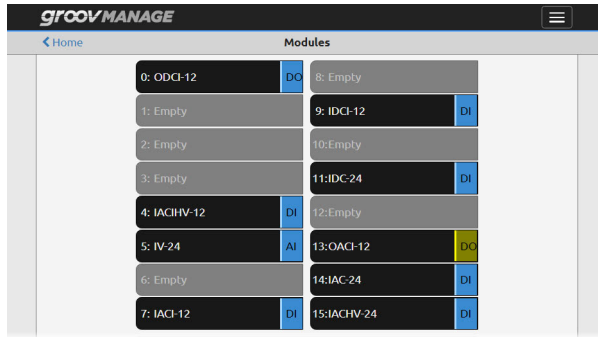 groov MANAGE
Home
Modules
0: ODCI-12 DO
1: Empty
2: Empty
3: Empty
4: IACIHV-12 DI
5: IV-24 AI
6: Empty
7: IACI-12 DI
8: Empty
9: IDCI-12 DI
10:Empty
11:IDC-24 DI
12:Empty
13:OACI-12 DO
14:IAC-24 DI
15:IACHV-24 DI